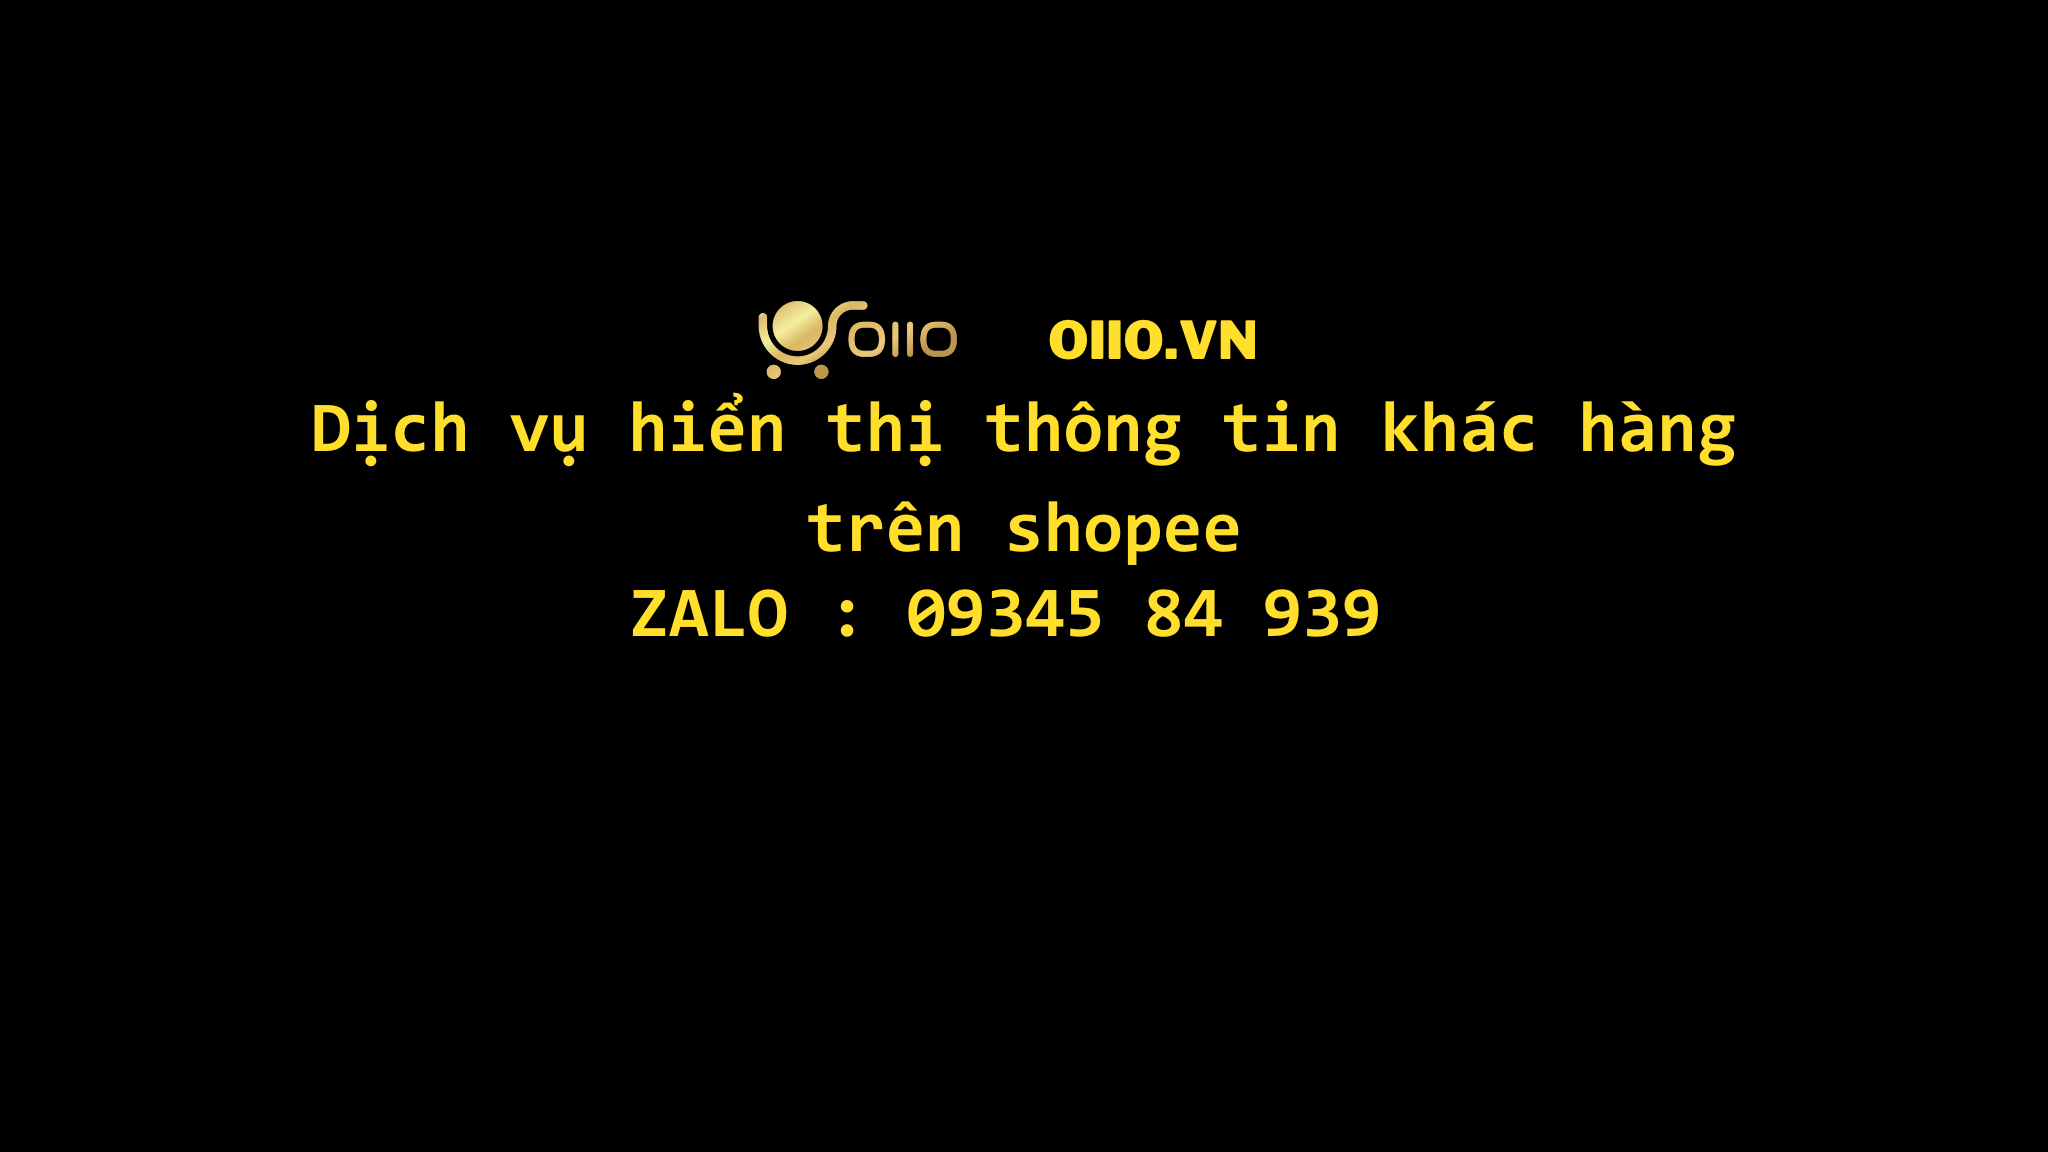 OIIO OIIO.VN
Dịch vụ hiển thị thông tin khác hàng
trên shopee
ZALO : 09345 84 939